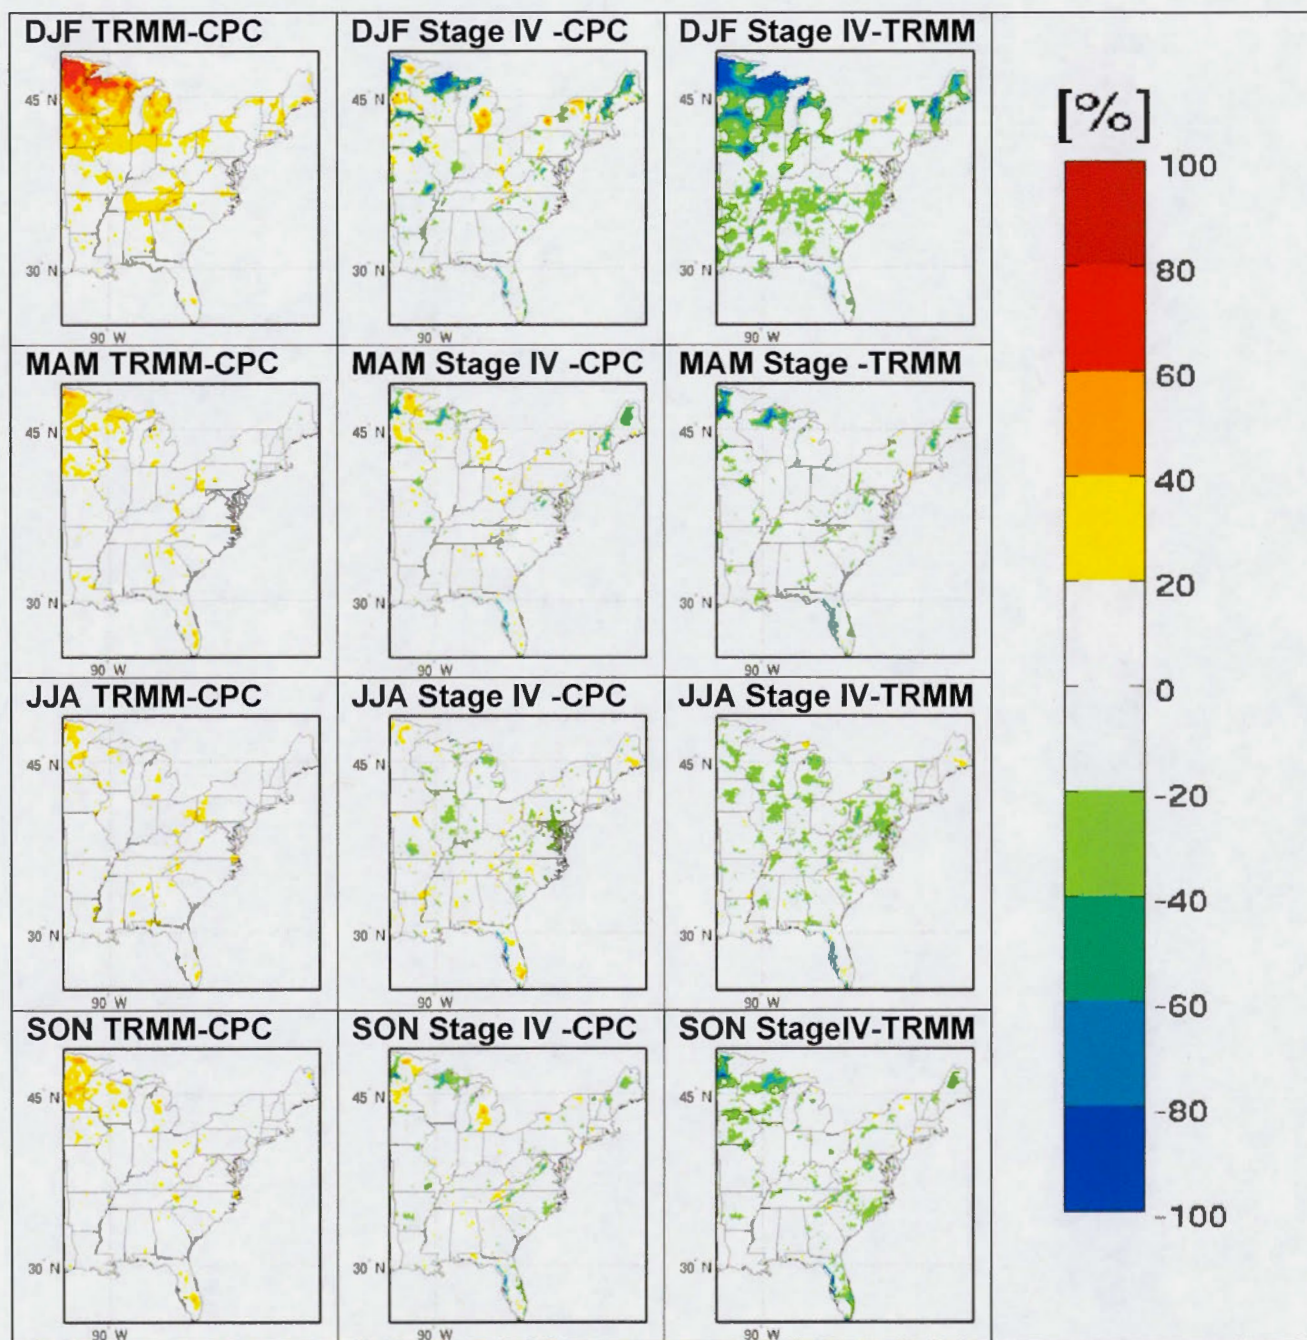 DJF TRMM-CPC
DJF Stage IV -CPC
DJF Stage IV-TRMM
45° N
30° N
90° W
45° N
30° N
90° W
45° N
30° N
90° W
MAM TRMM-CPC
MAM Stage IV -CPC
MAM Stage -TRMM
45° N
30° N
90° W
45° N
30° N
90° W
45° N
30° N
90° W
JJA TRMM-CPC
JJA Stage IV -CPC
JJA Stage IV-TRMM
45° N
30° N
90° W
45° N
30° N
90° W
45° N
30° N
90° W
SON TRMM-CPC
SON Stage IV -CPC
SON StageIV-TRMM
45° N
30° N
90° W
45° N
30° N
90° W
45° N
30° N
90° W
[%]
100
80
60
40
20
0
-20
-40
-60
-80
-100